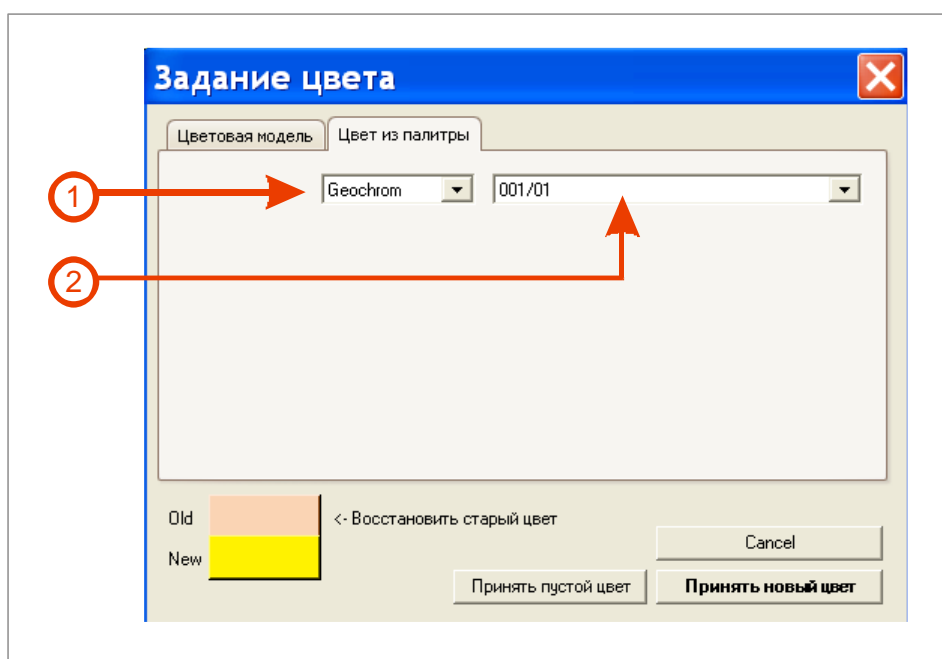 Задание цвета
Цветовая модель Цвет из палитры
1 Geochrom 001/01
2
Old <- Восстановить старый цвет
Cancel
New
Принять пустой цвет Принять новый цвет